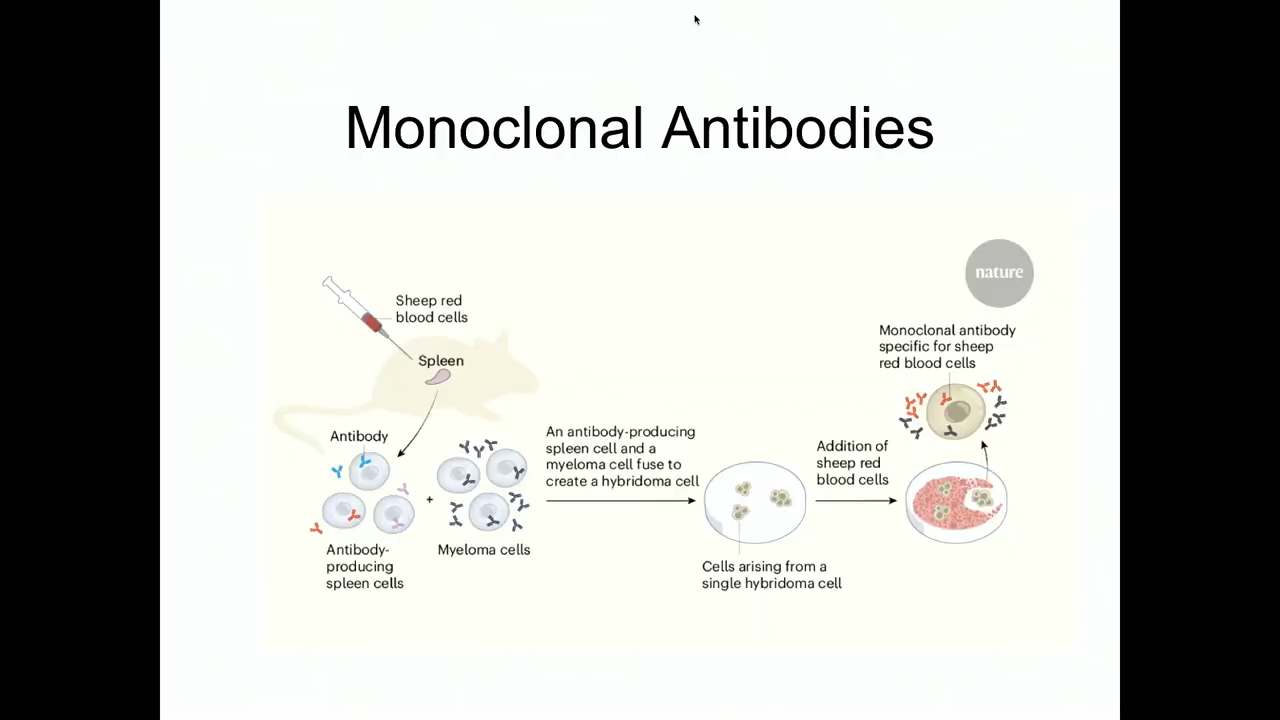 Monoclonal Antibodies
nature
Sheep red
blood cells
Spleen
Antibody
Antibody-
producing
spleen cells
+
Myeloma cells
An antibody-producing
spleen cell and a
myeloma cell fuse to
create a hybridoma cell
Cells arising from a
single hybridoma cell
Addition of
sheep red
blood cells
Monoclonal antibody
specific for sheep
red blood cells